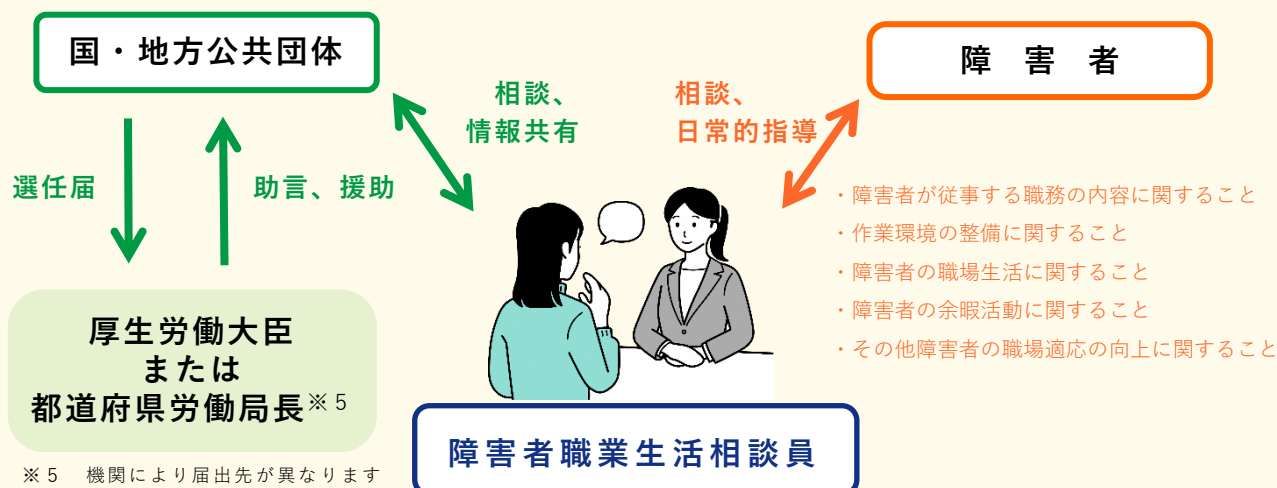 国・地方公共団体
障害者
相談、
情報共有
相談、
日常的指導
選任届
助言、援助
・障害者が従事する職務の内容に関すること
・作業環境の整備に関すること
・障害者の職場生活に関すること
・障害者の余暇活動に関すること
・その他障害者の職場適応の向上に関すること
厚生労働大臣
または
都道府県労働局長※5
障害者職業生活相談員
※5 機関により届出先が異なります